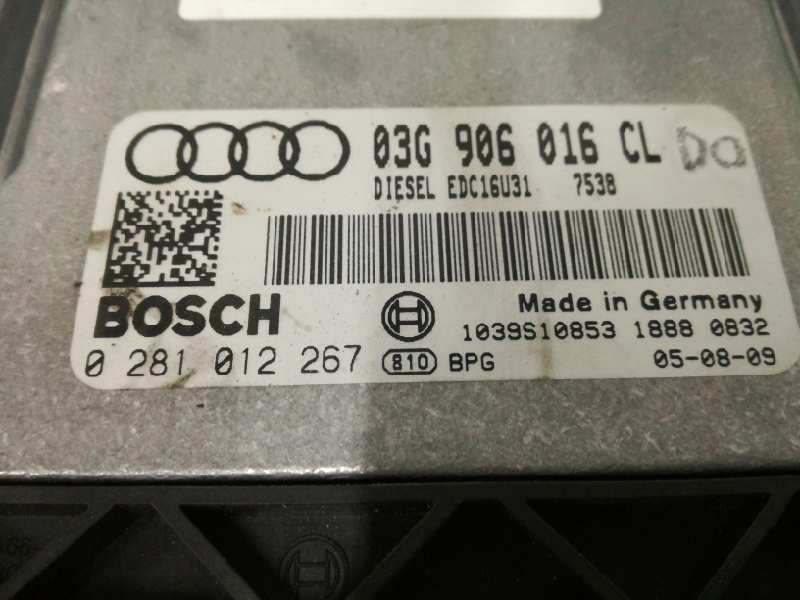 03G 906 016 CL Da
DIESEL EDC16U31 7538
BOSCH
Made in Germany
1039S10853 1888 0832
0 281 012 267 810 BPG 05-08-09